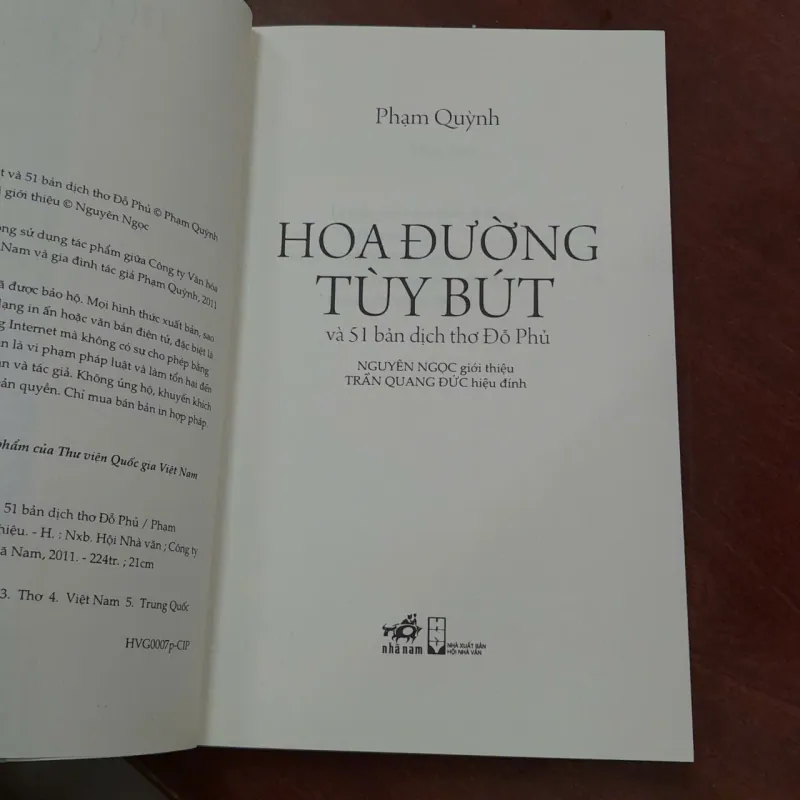 t và 51 bản dịch thơ Đỗ Phủ © Phạm Quỳnh
giới thiệu © Nguyên Ngọc
ng sử dụng tác phẩm giữa Công ty Văn hóa
Nam và gia đình tác giả Phạm Quỳnh, 2011
ã được bảo hộ. Mọi hình thức xuất bản, sao
dạng in ấn hoặc văn bản điện tử, đặc biệt là
g Internet mà không có sự cho phép bằng
n là vi phạm pháp luật và làm tổn hại đến
n và tác giả. Không ủng hộ, khuyến khích
ản quyền. Chỉ mua bán bản in hợp pháp.
phẩm của Thư viện Quốc gia Việt Nam
51 bản dịch thơ Đỗ Phủ / Phạm
hiệu. - H. : Nxb. Hội Nhà văn ; Công ty
ã Nam, 2011. - 224tr. ; 21cm
3. Thơ 4. Việt Nam 5. Trung Quốc
HVG0007p-CIP
Phạm Quỳnh
HOA ĐƯỜNG
TÙY BÚT
và 51 bản dịch thơ Đỗ Phủ
NGUYÊN NGỌC giới thiệu
TRẦN QUANG ĐỨC hiệu đính
nhã nam
NHÀ XUẤT BẢN
HỘI NHÀ VĂN